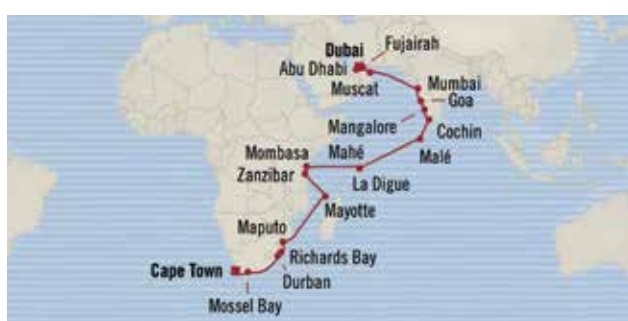 Dubai
Fujairah
Abu Dhabi
Muscat
Mumbai
Goa
Mangalore
Cochin
Mombasa
Mahé
Malé
Zanzibar
La Digue
Mayotte
Maputo
Richards Bay
Cape Town
Durban
Mossel Bay